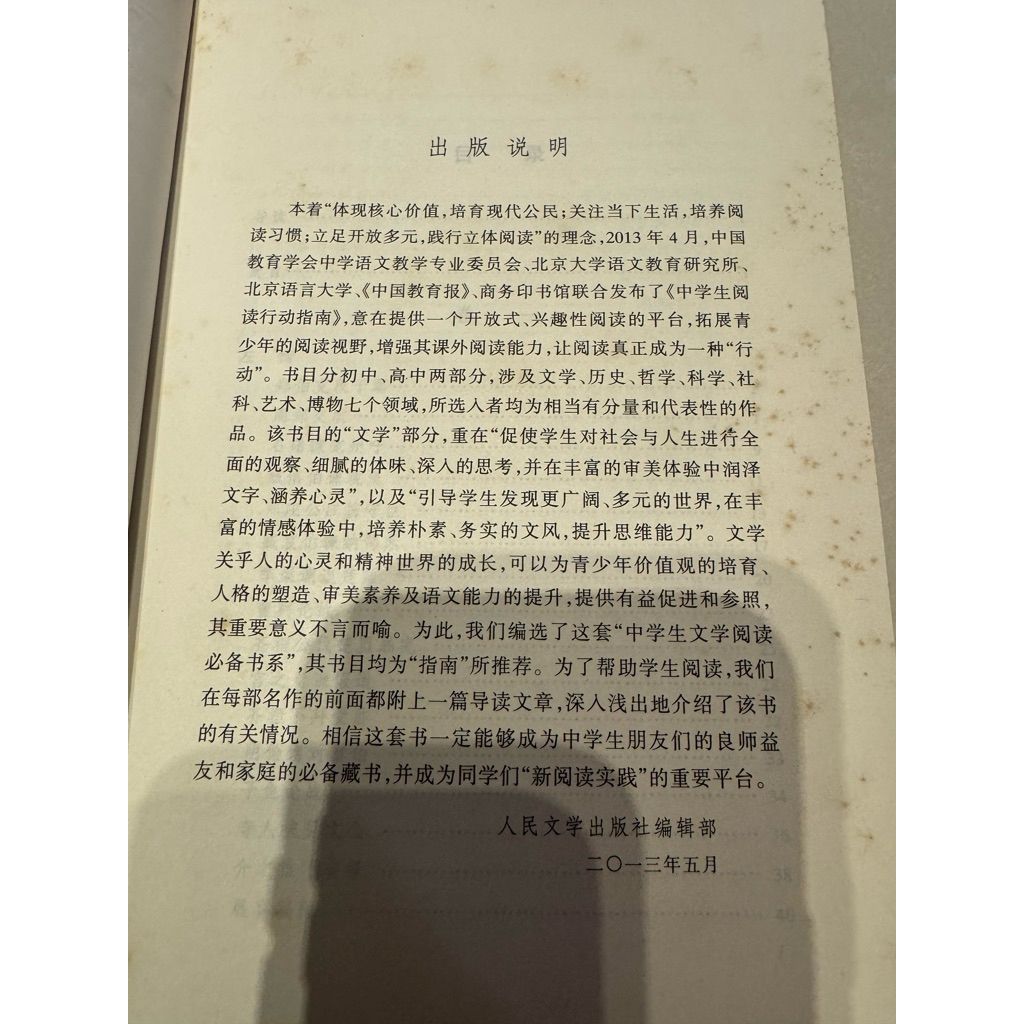 出版说明
本着“体现核心价值，培育现代公民；关注当下生活，培养阅
读习惯；立足开放多元，践行立体阅读”的理念，2013 年 4 月，中国
教育学会中学语文教学专业委员会、北京大学语文教育研究所、
北京语言大学、《中国教育报》、商务印书馆联合发布了《中学生阅
读行动指南》，意在提供一个开放式、兴趣性阅读的平台，拓展青
少年的阅读视野，增强其课外阅读能力，让阅读真正成为一种“行
动”。书目分初中、高中两部分，涉及文学、历史、哲学、科学、社
科、艺术、博物七个领域，所选入者均为相当有分量和代表性的作
品。该书目的“文学”部分，重在“促使学生对社会与人生进行全
面的观察、细腻的体味、深入的思考，并在丰富的审美体验中润泽
文字、涵养心灵”，以及“引导学生发现更广阔、多元的世界，在丰
富的情感体验中，培养朴素、务实的文风，提升思维能力”。文学
关乎人的心灵和精神世界的成长，可以为青少年价值观的培育、
人格的塑造、审美素养及语文能力的提升，提供有益促进和参照，
其重要意义不言而喻。为此，我们编选了这套“中学生文学阅读
必备书系”，其书目均为“指南”所推荐。为了帮助学生阅读，我们
在每部名作的前面都附上一篇导读文章，深入浅出地介绍了该书
的有关情况。相信这套书一定能够成为中学生朋友们的良师益
友和家庭的必备藏书，并成为同学们“新阅读实践”的重要平台。
人民文学出版社编辑部
二〇一三年五月